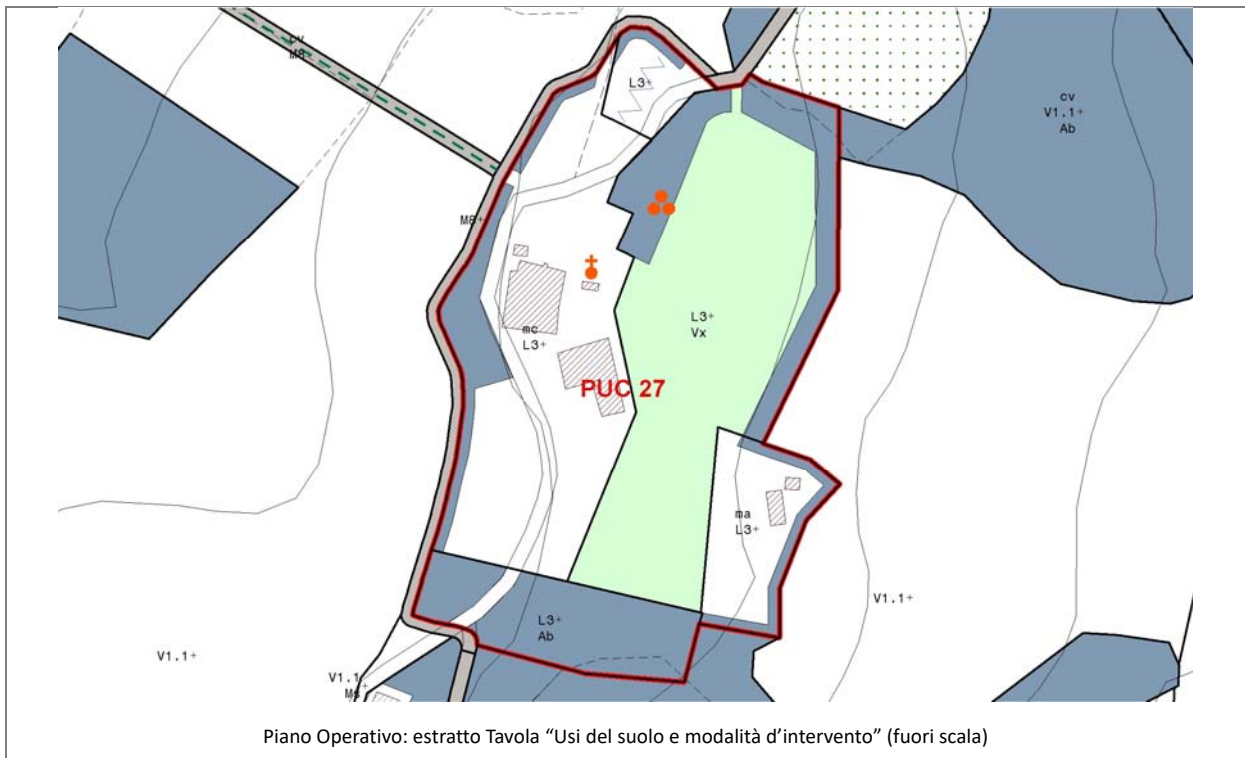 cv
M8
L3+
cv
V1.1+
Ab
M8+
L3+
Vx
mc
L3+
PUC 27
ma
L3+
V1.1+
L3+
Ab
V1.1+
V1.1
Piano Operativo: estratto Tavola “Usi del suolo e modalità d’intervento” (fuori scala)